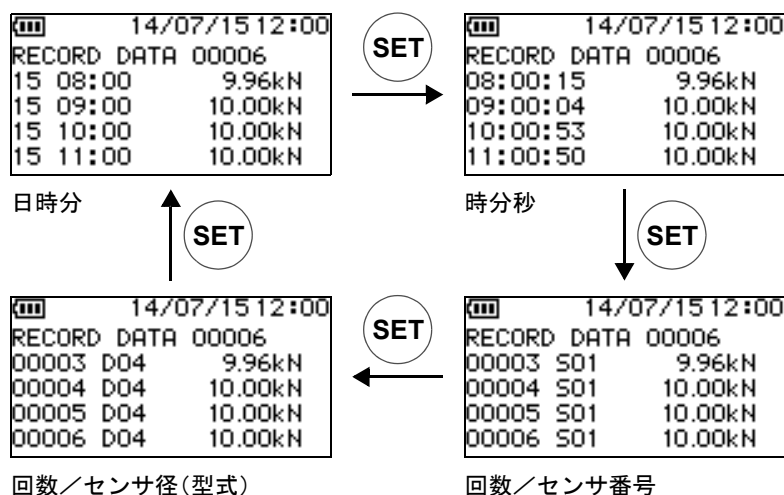 14/07/15 12:00
RECORD DATA 00006
15 08:00 9.96kN
15 09:00 10.00kN
15 10:00 10.00kN
15 11:00 10.00kN
日時分
SET
14/07/15 12:00
RECORD DATA 00006
08:00:15 9.96kN
09:00:04 10.00kN
10:00:53 10.00kN
11:00:50 10.00kN
時分秒
SET
SET
14/07/15 12:00
RECORD DATA 00006
00003 D04 9.96kN
00004 D04 10.00kN
00005 D04 10.00kN
00006 D04 10.00kN
回数／センサ径(型式)
SET
14/07/15 12:00
RECORD DATA 00006
00003 S01 9.96kN
00004 S01 10.00kN
00005 S01 10.00kN
00006 S01 10.00kN
回数／センサ番号